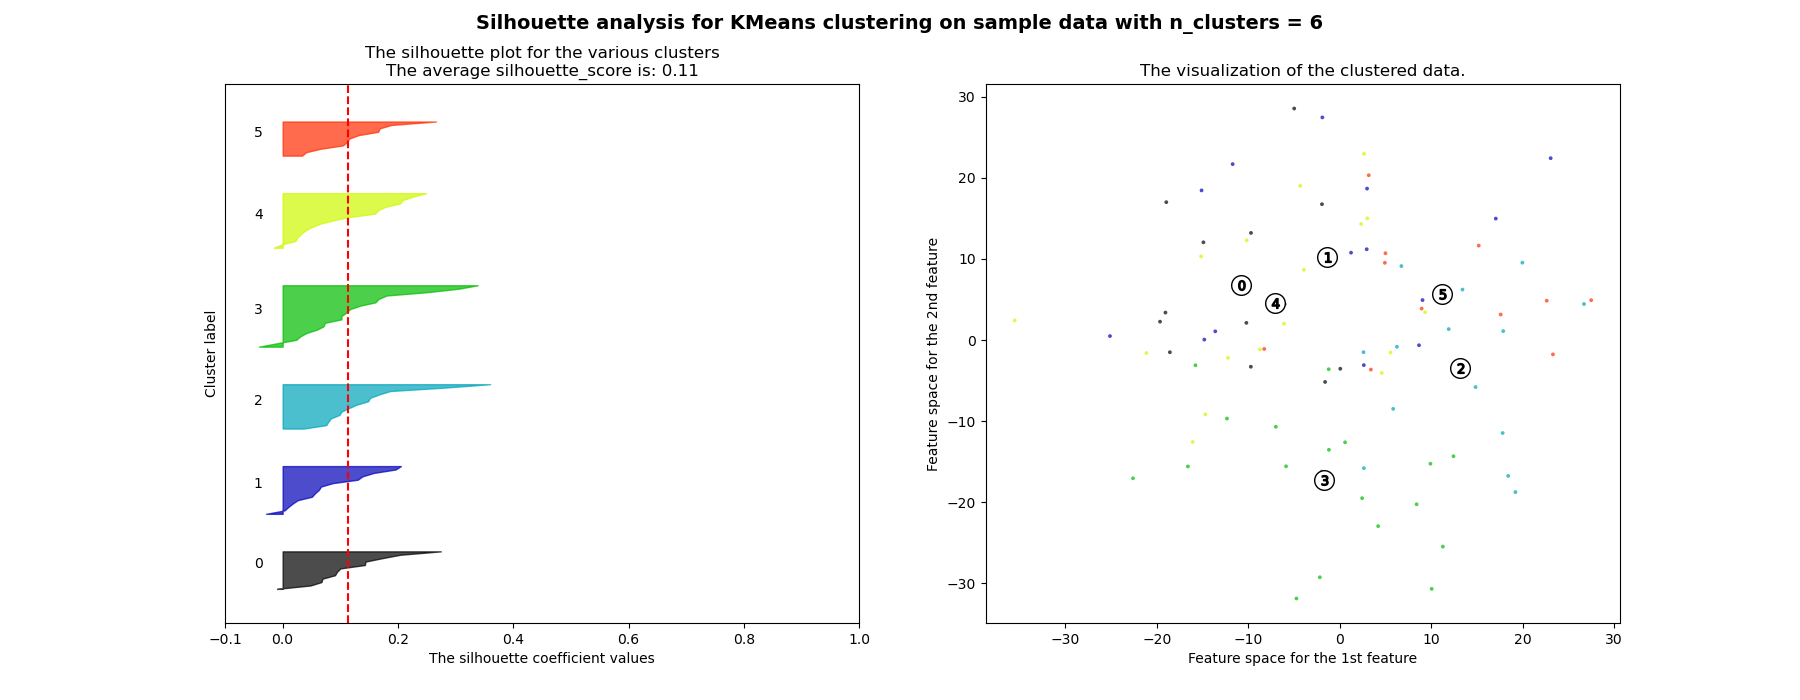 Silhouette analysis for KMeans clustering on sample data with n_clusters = 6
The silhouette plot for the various clusters
The average silhouette_score is: 0.11
5
4
3
2
1
0
Cluster label
−0.1 0.0 0.2 0.4 0.6 0.8 1.0
The silhouette coefficient values
The visualization of the clustered data.
30
20
10
0
−10
−20
−30
Feature space for the 2nd feature
1
0
4
5
2
3
−30 −20 −10 0 10 20 30
Feature space for the 1st feature